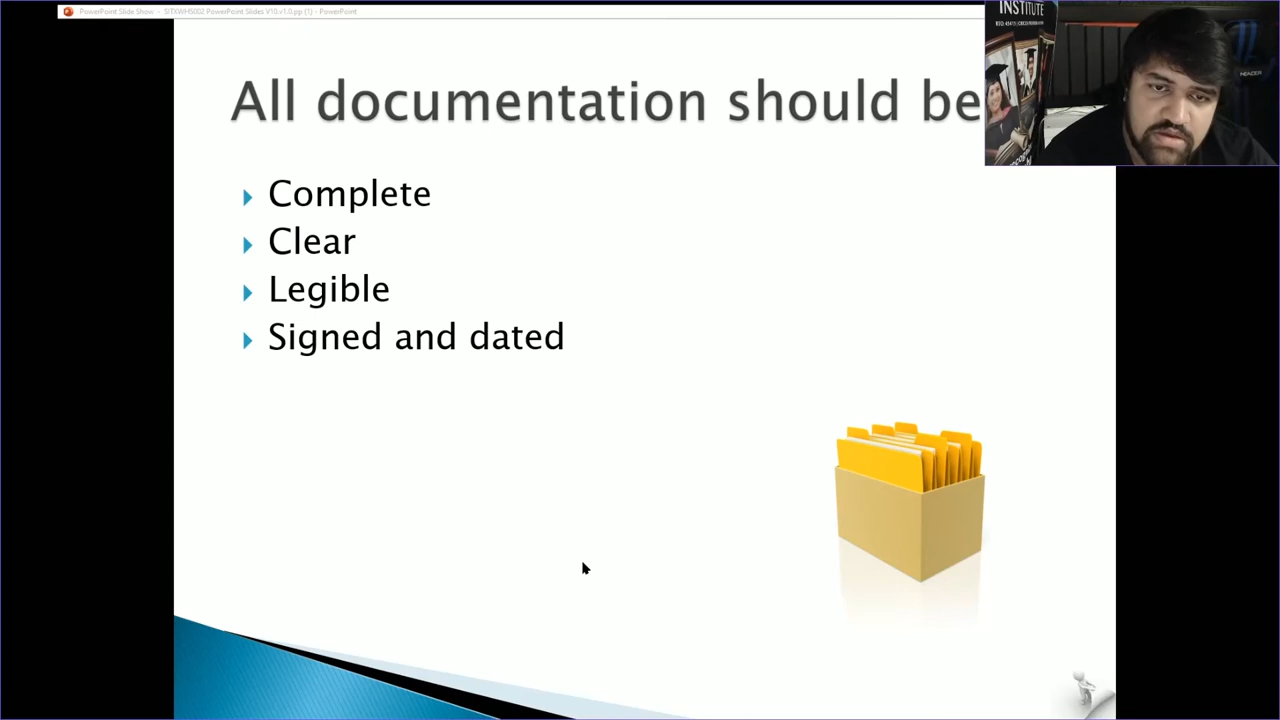 PowerPoint Slide Show - SITXWHS002 PowerPoint Slides V10.v1.0.pp (1) - PowerPoint
INSTITUTE
All documentation should be
HEADER
Complete
Clear
Legible
Signed and dated